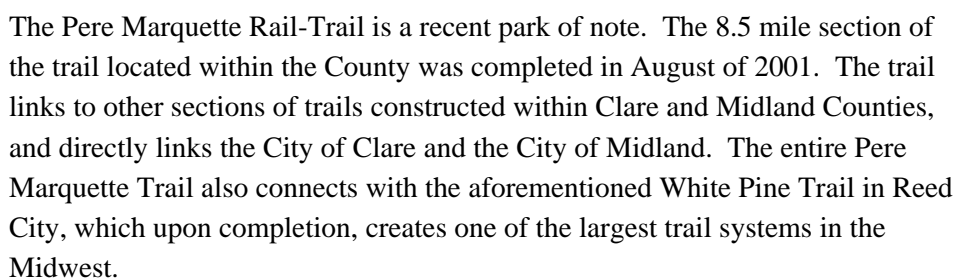 The Pere Marquette Rail-Trail is a recent park of note.  The 8.5 mile section of
the trail located within the County was completed in August of 2001.  The trail
links to other sections of trails constructed within Clare and Midland Counties,
and directly links the City of Clare and the City of Midland.  The entire Pere
Marquette Trail also connects with the aforementioned White Pine Trail in Reed
City, which upon completion, creates one of the largest trail systems in the
Midwest.